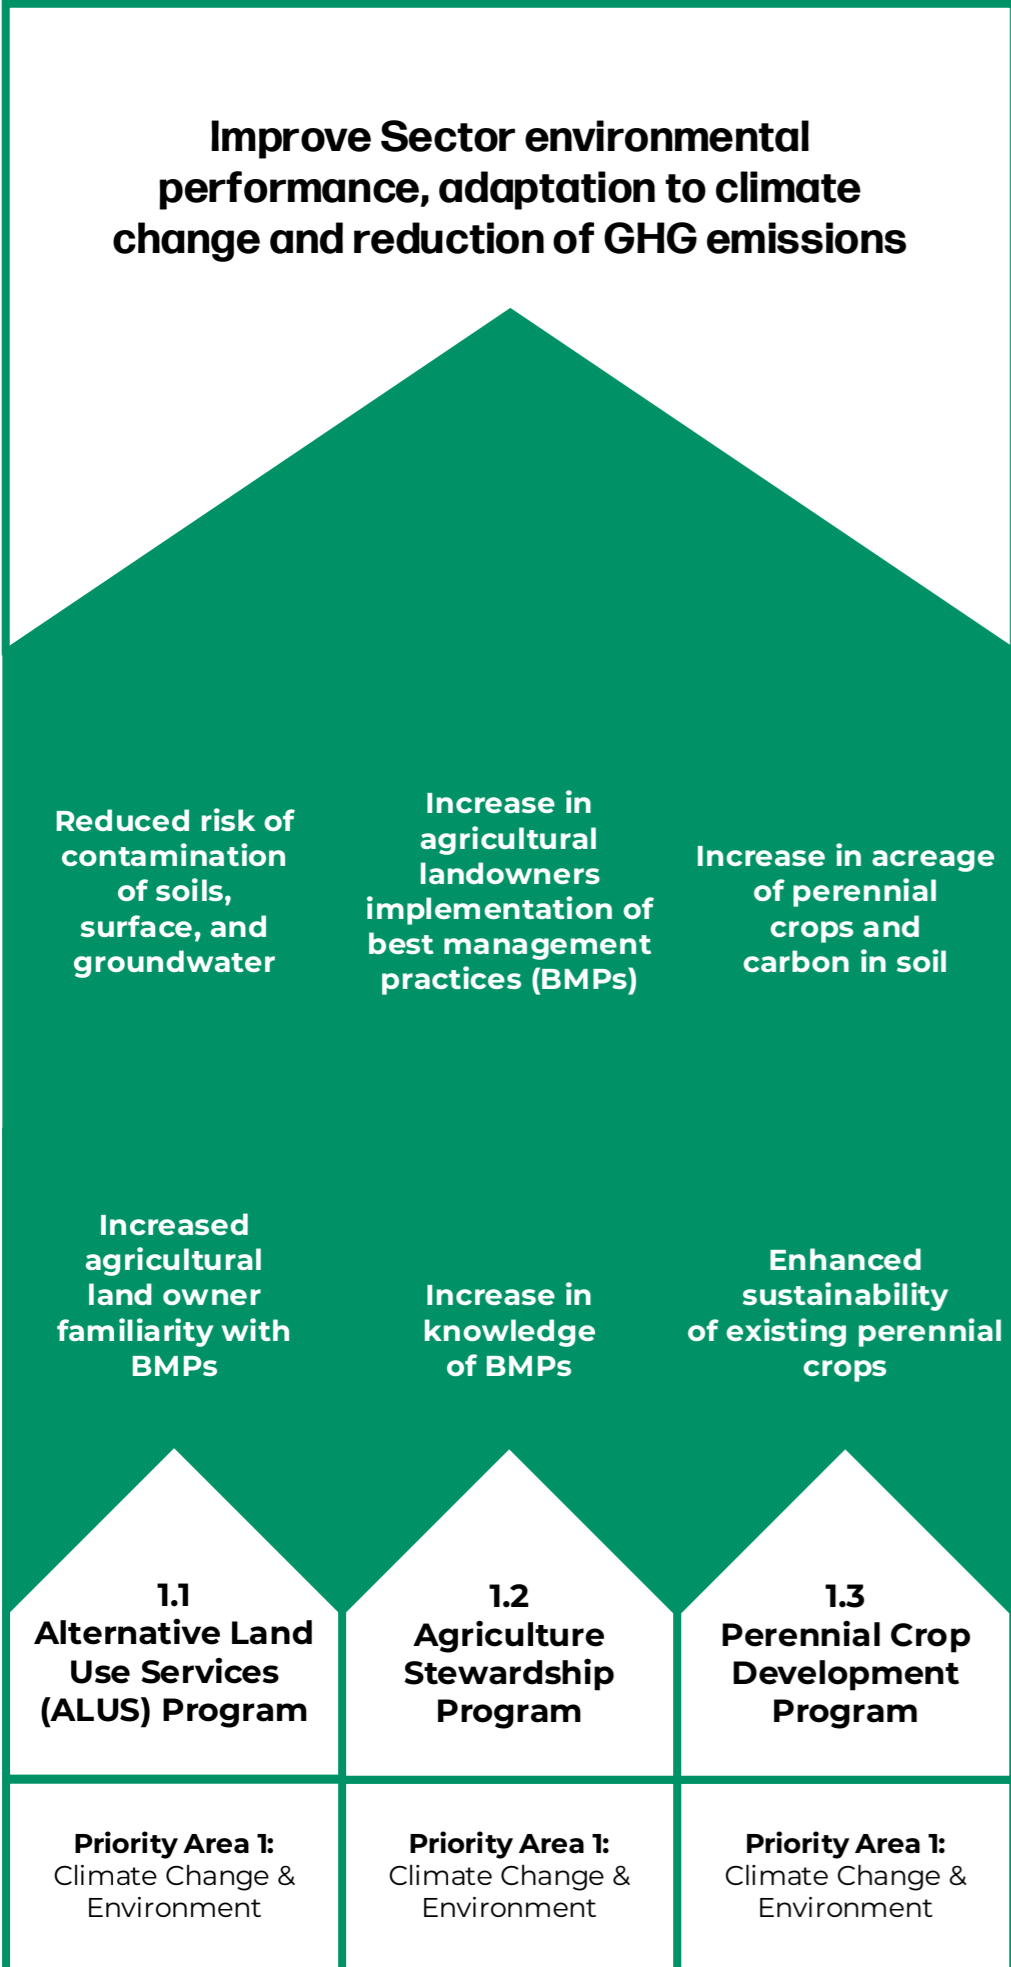 Improve Sector environmental
performance, adaptation to climate
change and reduction of GHG emissions
Reduced risk of
contamination
of soils,
surface, and
groundwater
Increase in
agricultural
landowners
implementation of
best management
practices (BMPs)
Increase in acreage
of perennial
crops and
carbon in soil
Increased
agricultural
land owner
familiarity with
BMPs
Increase in
knowledge
of BMPs
Enhanced
sustainability
of existing perennial
crops
1.1
Alternative Land
Use Services
(ALUS) Program
1.2
Agriculture
Stewardship
Program
1.3
Perennial Crop
Development
Program
Priority Area 1:
Climate Change &
Environment
Priority Area 1:
Climate Change &
Environment
Priority Area 1:
Climate Change &
Environment